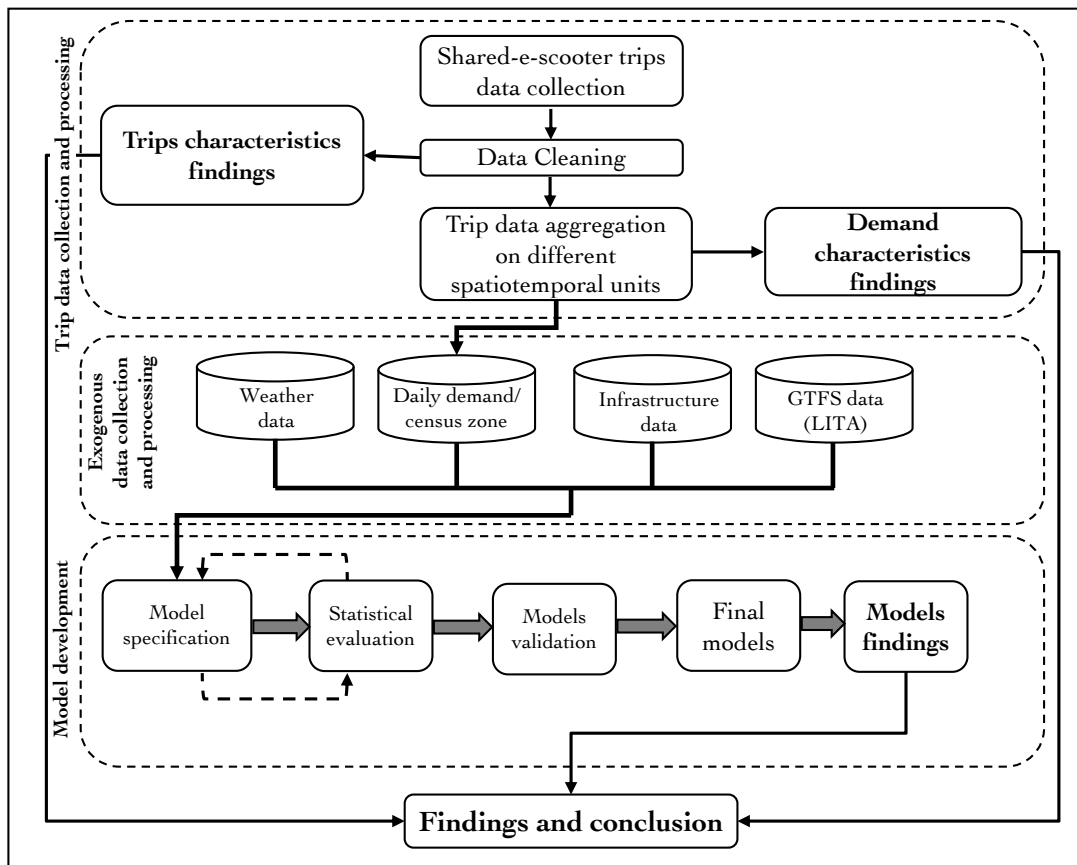 Trip data collection and processing
Shared-e-scooter trips
data collection
Trips characteristics
findings
Data Cleaning
Trip data aggregation
on different
spatiotemporal units
Demand
characteristics
findings
Exogenous
data collection
and processing
Weather
data
Daily demand/
census zone
Infrastructure
data
GTFS data
(LITA)
Model development
Model
specification
Statistical
evaluation
Models
validation
Final
models
Models
findings
Findings and conclusion